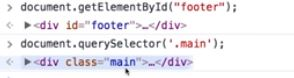 > document.getElementById("footer");
<· ▶<div id="footer">…</div>
> document.querySelector('.main');
<· ▶<div class="main">…</div>